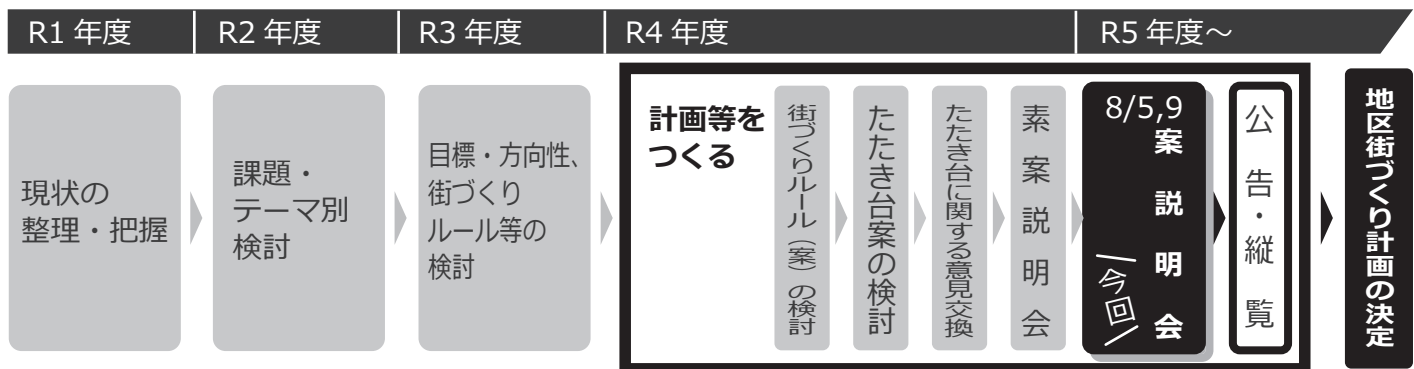 R1 年度
R2 年度
R3 年度
R4 年度
R5 年度～
現状の
整理・把握
課題・
テーマ別
検討
目標・方向性、
街づくり
ルール等の
検討
計画等を
つくる
街づくりルール（案）の検討
たたき台案の検討
たたき台に関する意見交換
素案説明会
8/5,9
案説明会
今回
公告・縦覧
地区街づくり計画の決定